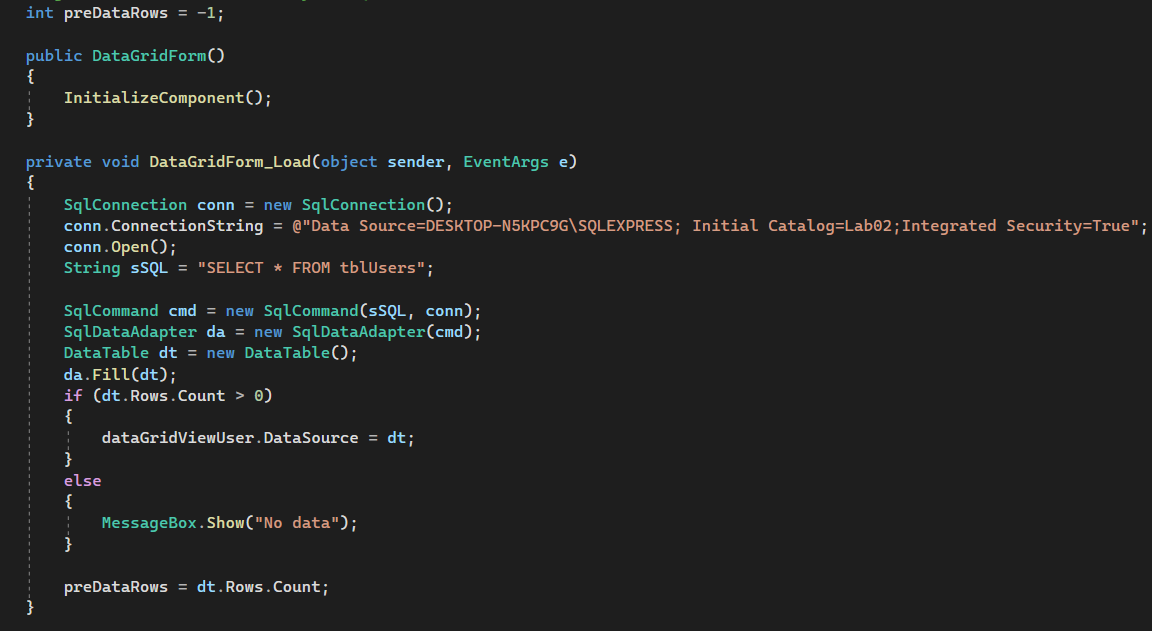 int preDataRows = -1;
public DataGridForm()
{
InitializeComponent();
}
private void DataGridForm_Load(object sender, EventArgs e)
{
SqlConnection conn = new SqlConnection();
conn.ConnectionString = @"Data Source=DESKTOP-N5KPC9G\SQLEXPRESS; Initial Catalog=Lab02;Integrated Security=True";
conn.Open();
String sSQL = "SELECT * FROM tblUsers";
SqlCommand cmd = new SqlCommand(sSQL, conn);
SqlDataAdapter da = new SqlDataAdapter(cmd);
DataTable dt = new DataTable();
da.Fill(dt);
if (dt.Rows.Count > 0)
{
dataGridViewUser.DataSource = dt;
}
else
{
MessageBox.Show("No data");
}
preDataRows = dt.Rows.Count;
}